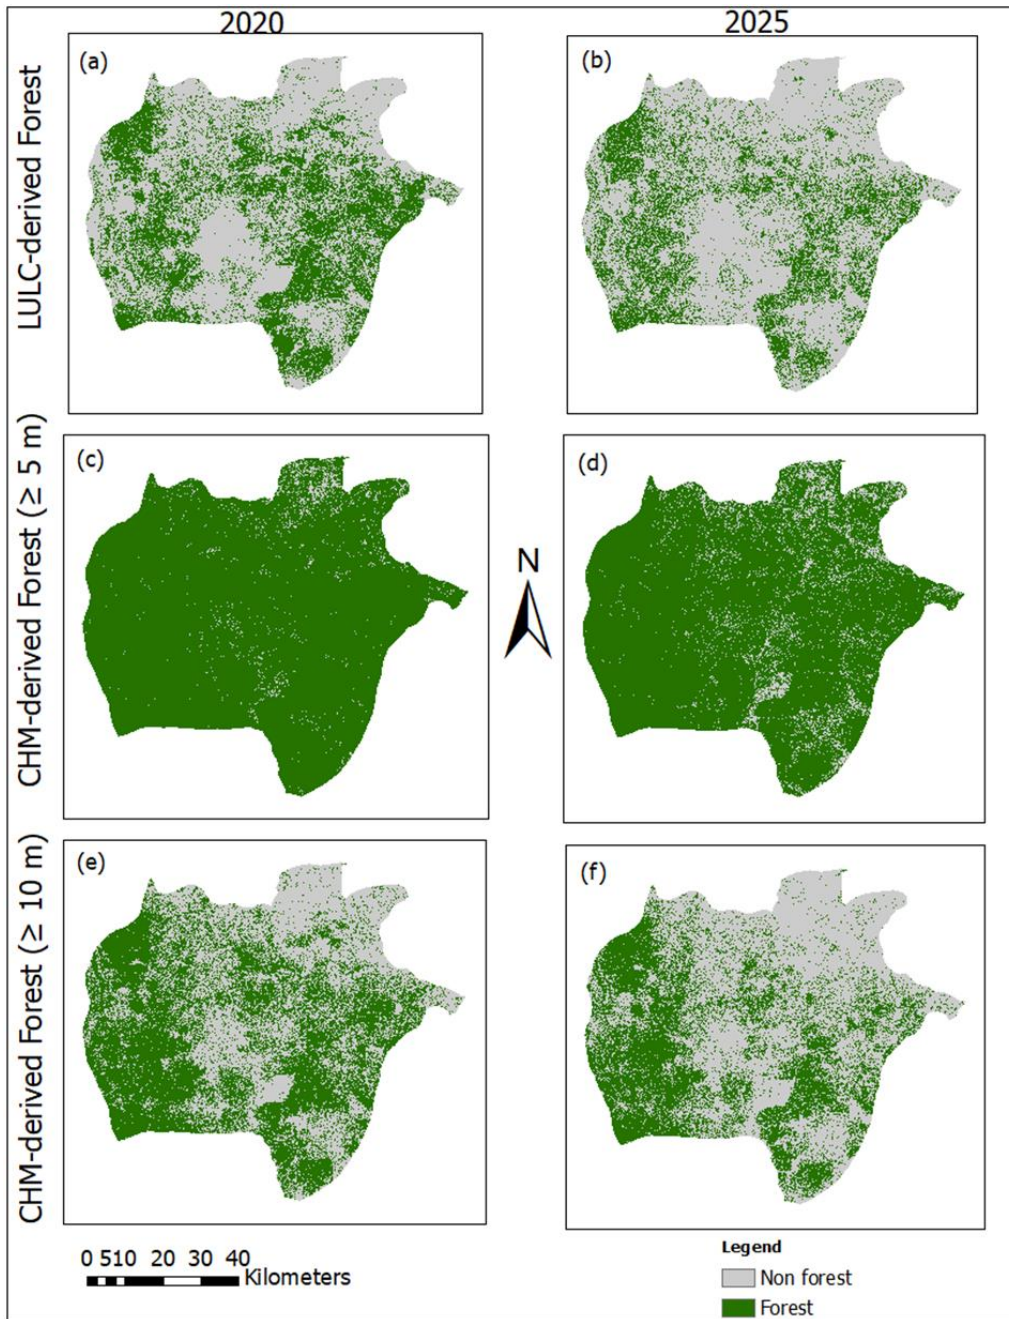 2020
2025
LULC-derived Forest
(a)
(b)
CHM-derived Forest (≥ 5 m)
(c)
(d)
N
CHM-derived Forest (≥ 10 m)
(e)
(f)
0 510 20 30 40
Kilometers
Legend
Non forest
Forest